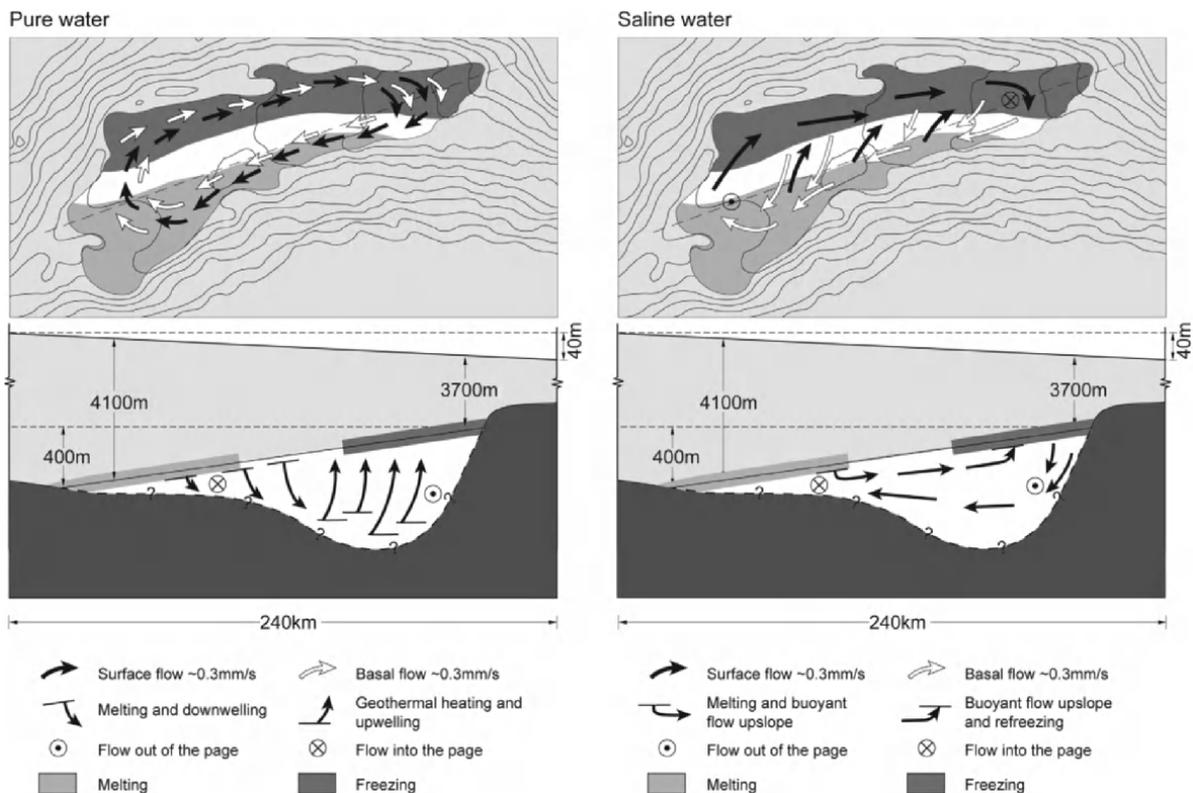 Pure water
40m
4100m
3700m
400m
?
?
?
?
?
240km
Surface flow ~0.3mm/s
Basal flow ~0.3mm/s
Melting and downwelling
Geothermal heating and
upwelling
Flow out of the page
Flow into the page
Melting
Freezing
Saline water
40m
4100m
3700m
400m
?
?
?
?
?
240km
Surface flow ~0.3mm/s
Basal flow ~0.3mm/s
Melting and buoyant
flow upslope
Buoyant flow upslope
and refreezing
Flow out of the page
Flow into the page
Melting
Freezing